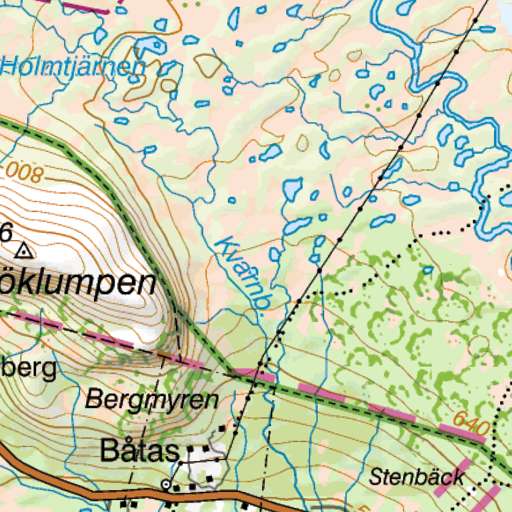 Holmtjärnen
800
6
öklumpen
Kvarnb.
berg
Bergmyren
Båtas
640
Stenbäck